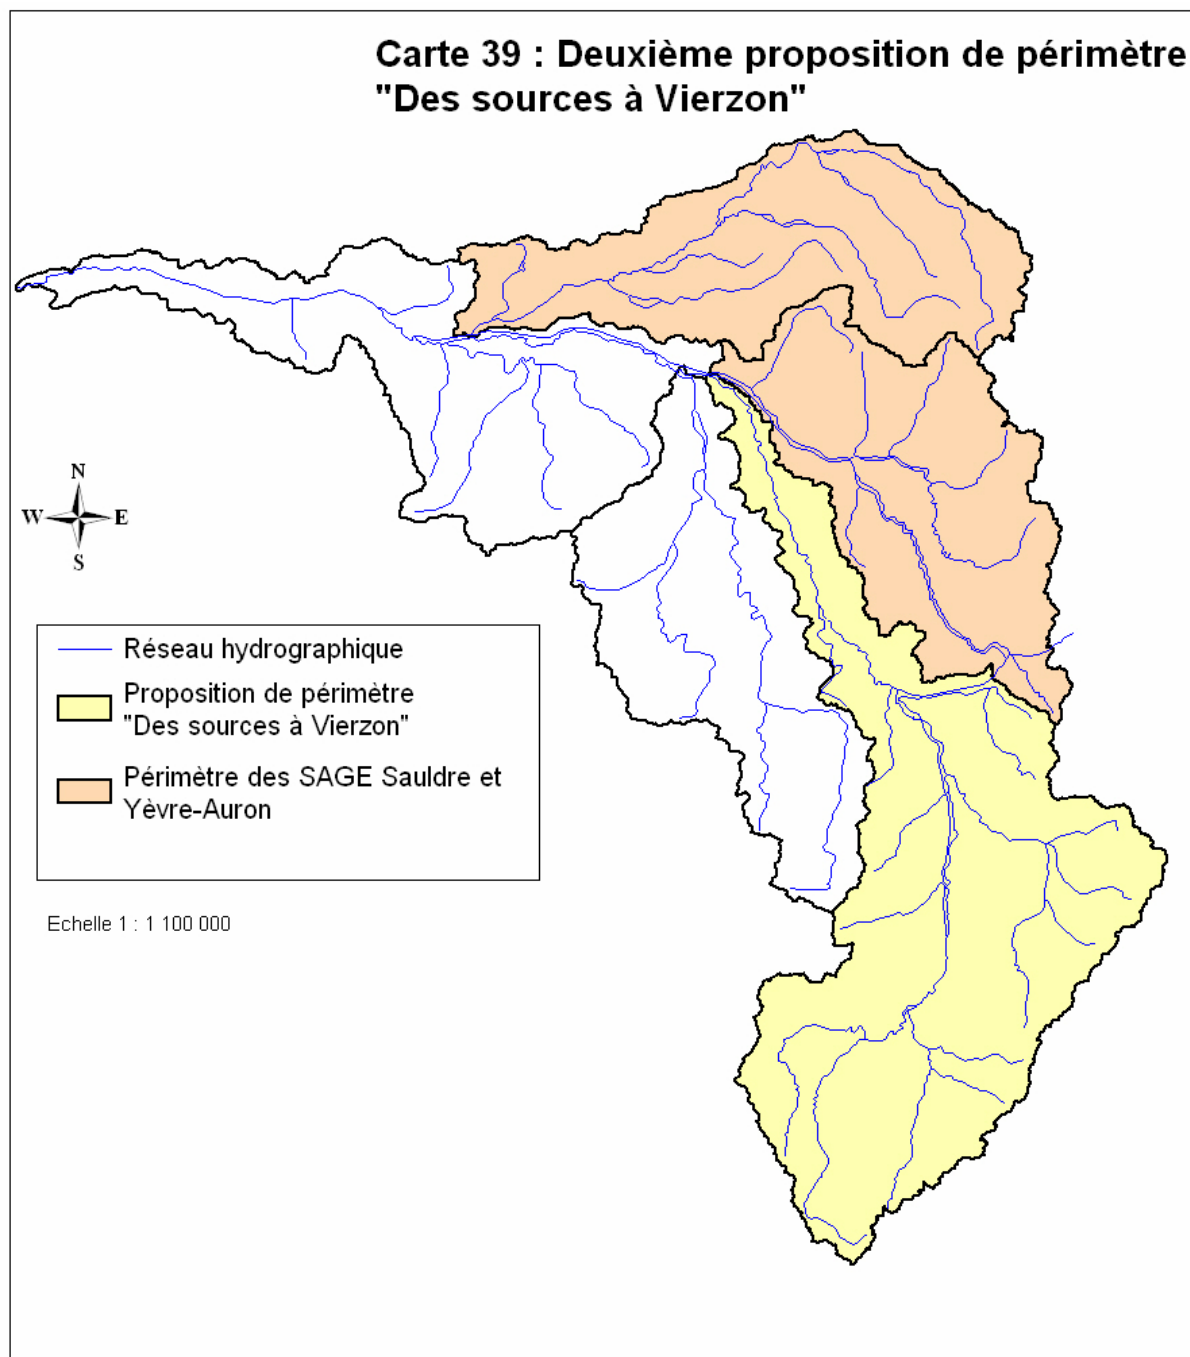 Carte 39 : Deuxième proposition de périmètre
"Des sources à Vierzon"
N
W E
S
Réseau hydrographique
Proposition de périmètre
"Des sources à Vierzon"
Périmètre des SAGE Sauldre et
Yèvre-Auron
Echelle 1 : 1 100 000